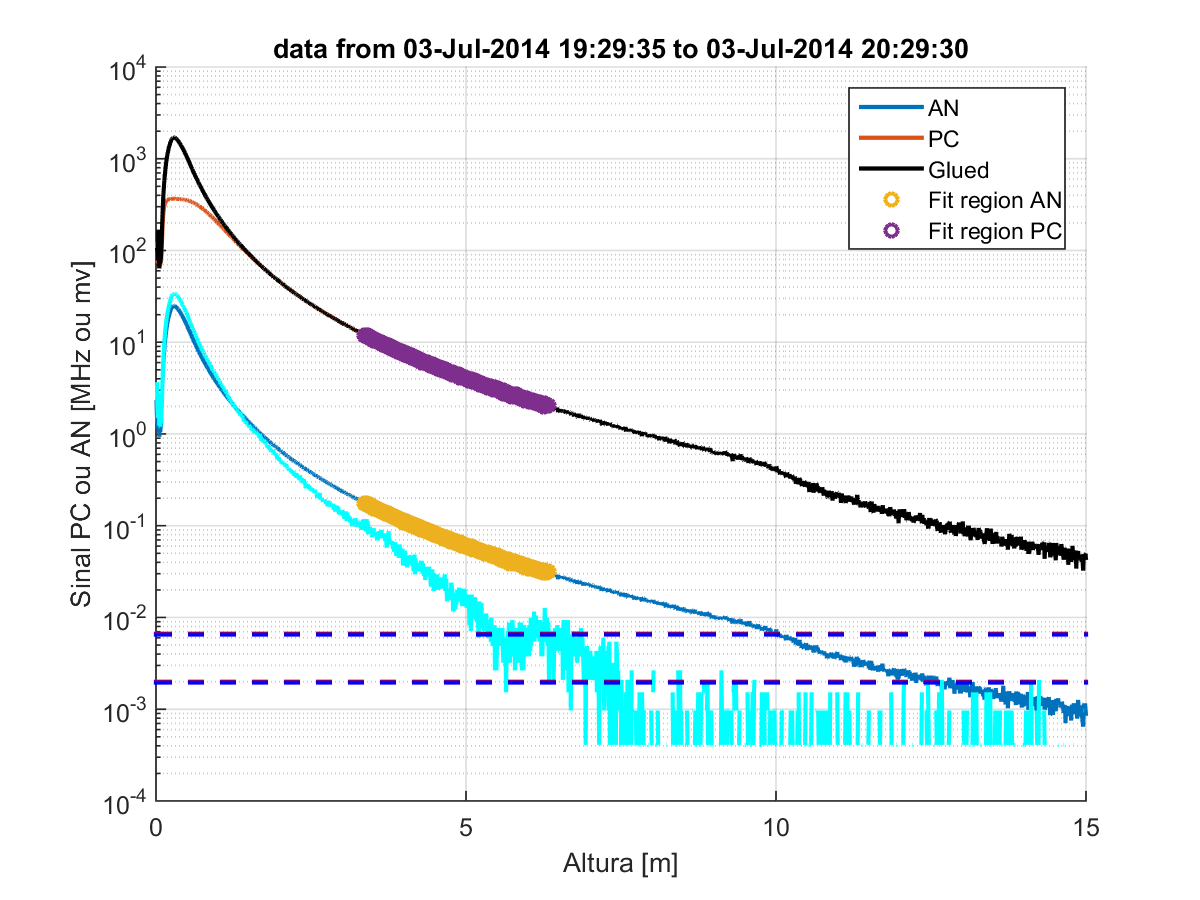 data from 03-Jul-2014 19:29:35 to 03-Jul-2014 20:29:30
AN
PC
Glued
Fit region AN
Fit region PC
Sinal PC ou AN [MHz ou mv]
10^4
10^3
10^2
10^1
10^0
10^-1
10^-2
10^-3
10^-4
0 5 10 15
Altura [m]